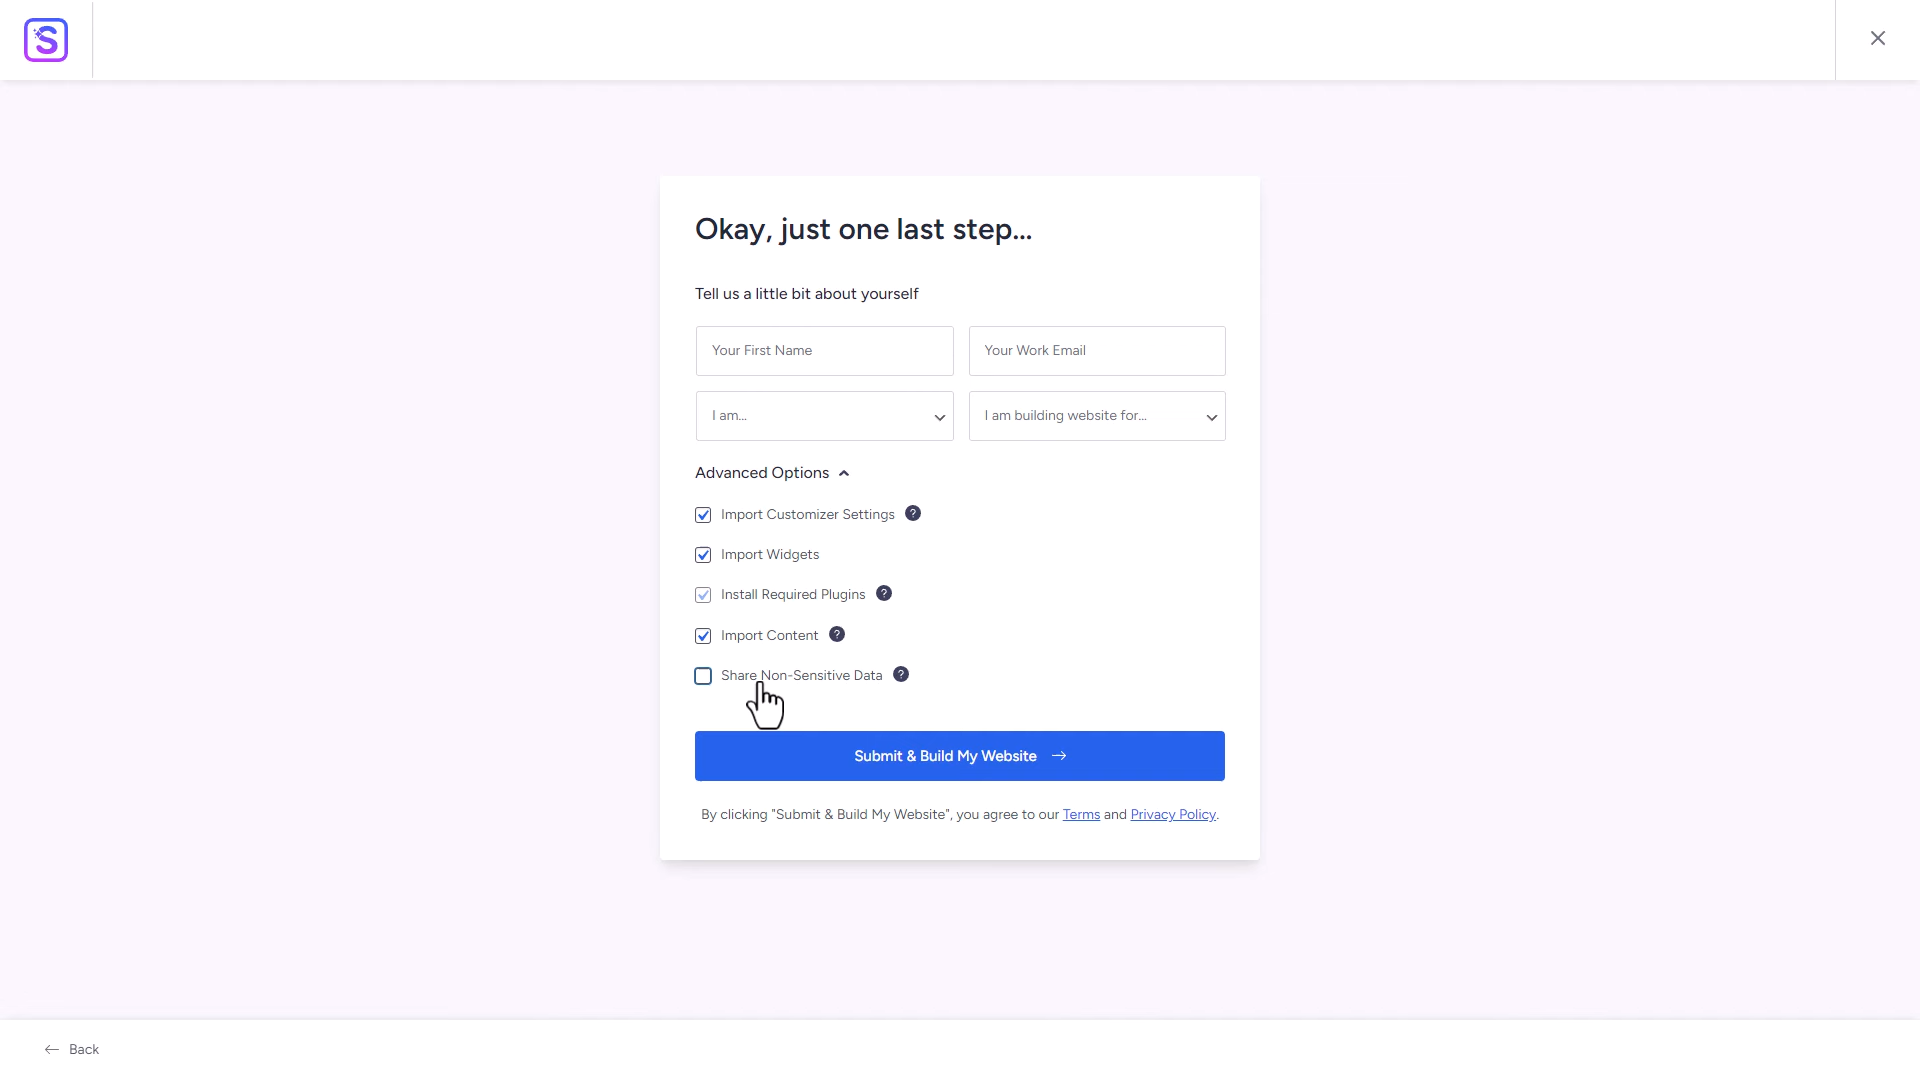 S
Okay, just one last step...
Tell us a little bit about yourself
Your First Name
Your Work Email
I am...
I am building website for...
Advanced Options
Import Customizer Settings ?
Import Widgets
Install Required Plugins ?
Import Content ?
Share Non-Sensitive Data ?
Submit & Build My Website →
By clicking "Submit & Build My Website", you agree to our Terms and Privacy Policy.
← Back